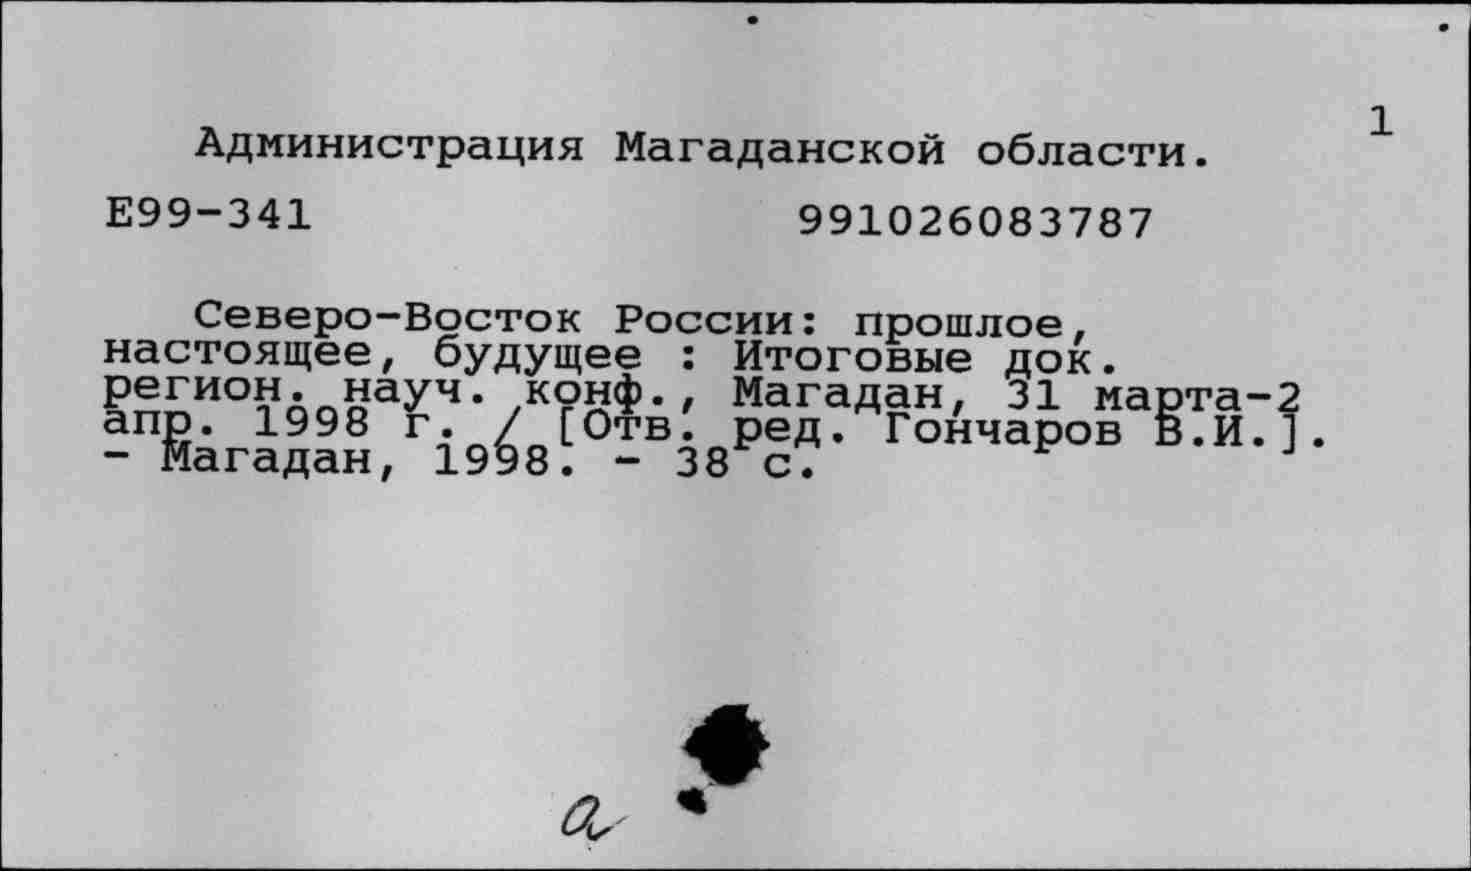 1
Администрация Магаданской области.
Е99-341 991026083787
Северо-Восток России: прошлое,
настоящее, будущее : Итоговые док.
регион. науч. конф., Магадан, 31 марта-2
апр. 1998 г. / [Отв. ред. Гончаров В.И.].
- Магадан, 1998. - 38 с.